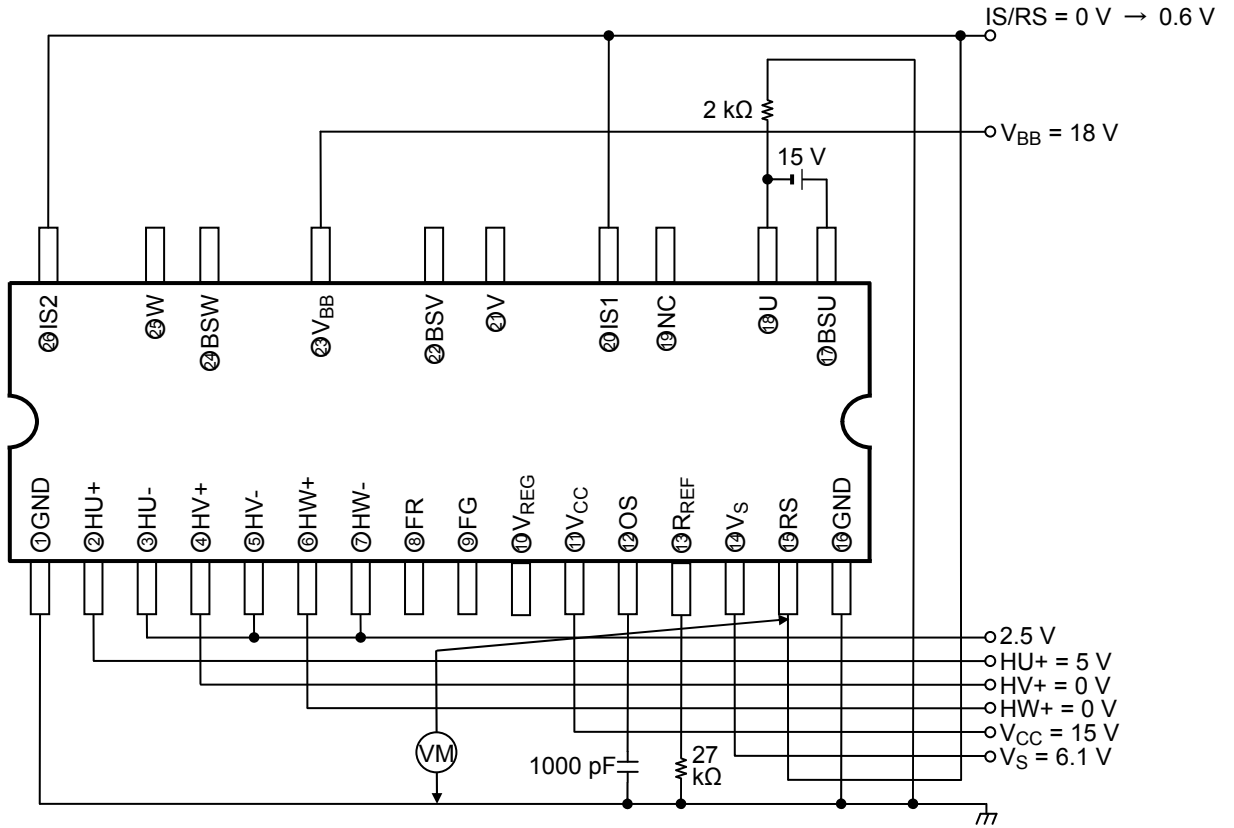 IS/RS = 0 V → 0.6 V
2 kΩ
V_BB = 18 V
15 V
㉖IS2
㉕W
㉔BSW
㉓V_BB
㉒BSV
㉑V
⑳IS1
⑲NC
⑱U
⑰BSU
①GND
②HU+
③HU-
④HV+
⑤HV-
⑥HW+
⑦HW-
⑧FR
⑨FG
⑩V_REG
⑪V_CC
⑫OS
⑬R_REF
⑭V_S
⑮RS
⑯GND
2.5 V
HU+ = 5 V
HV+ = 0 V
HW+ = 0 V
V_CC = 15 V
V_S = 6.1 V
VM
1000 pF
27
kΩ